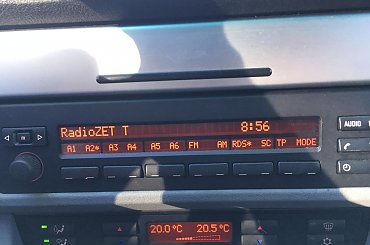 RadioZET T 8:56
A1 A2* A3 A4 A5 A6 FM AM RDS* SC TP MODE
AUDIO
20.0°C 20.5°C